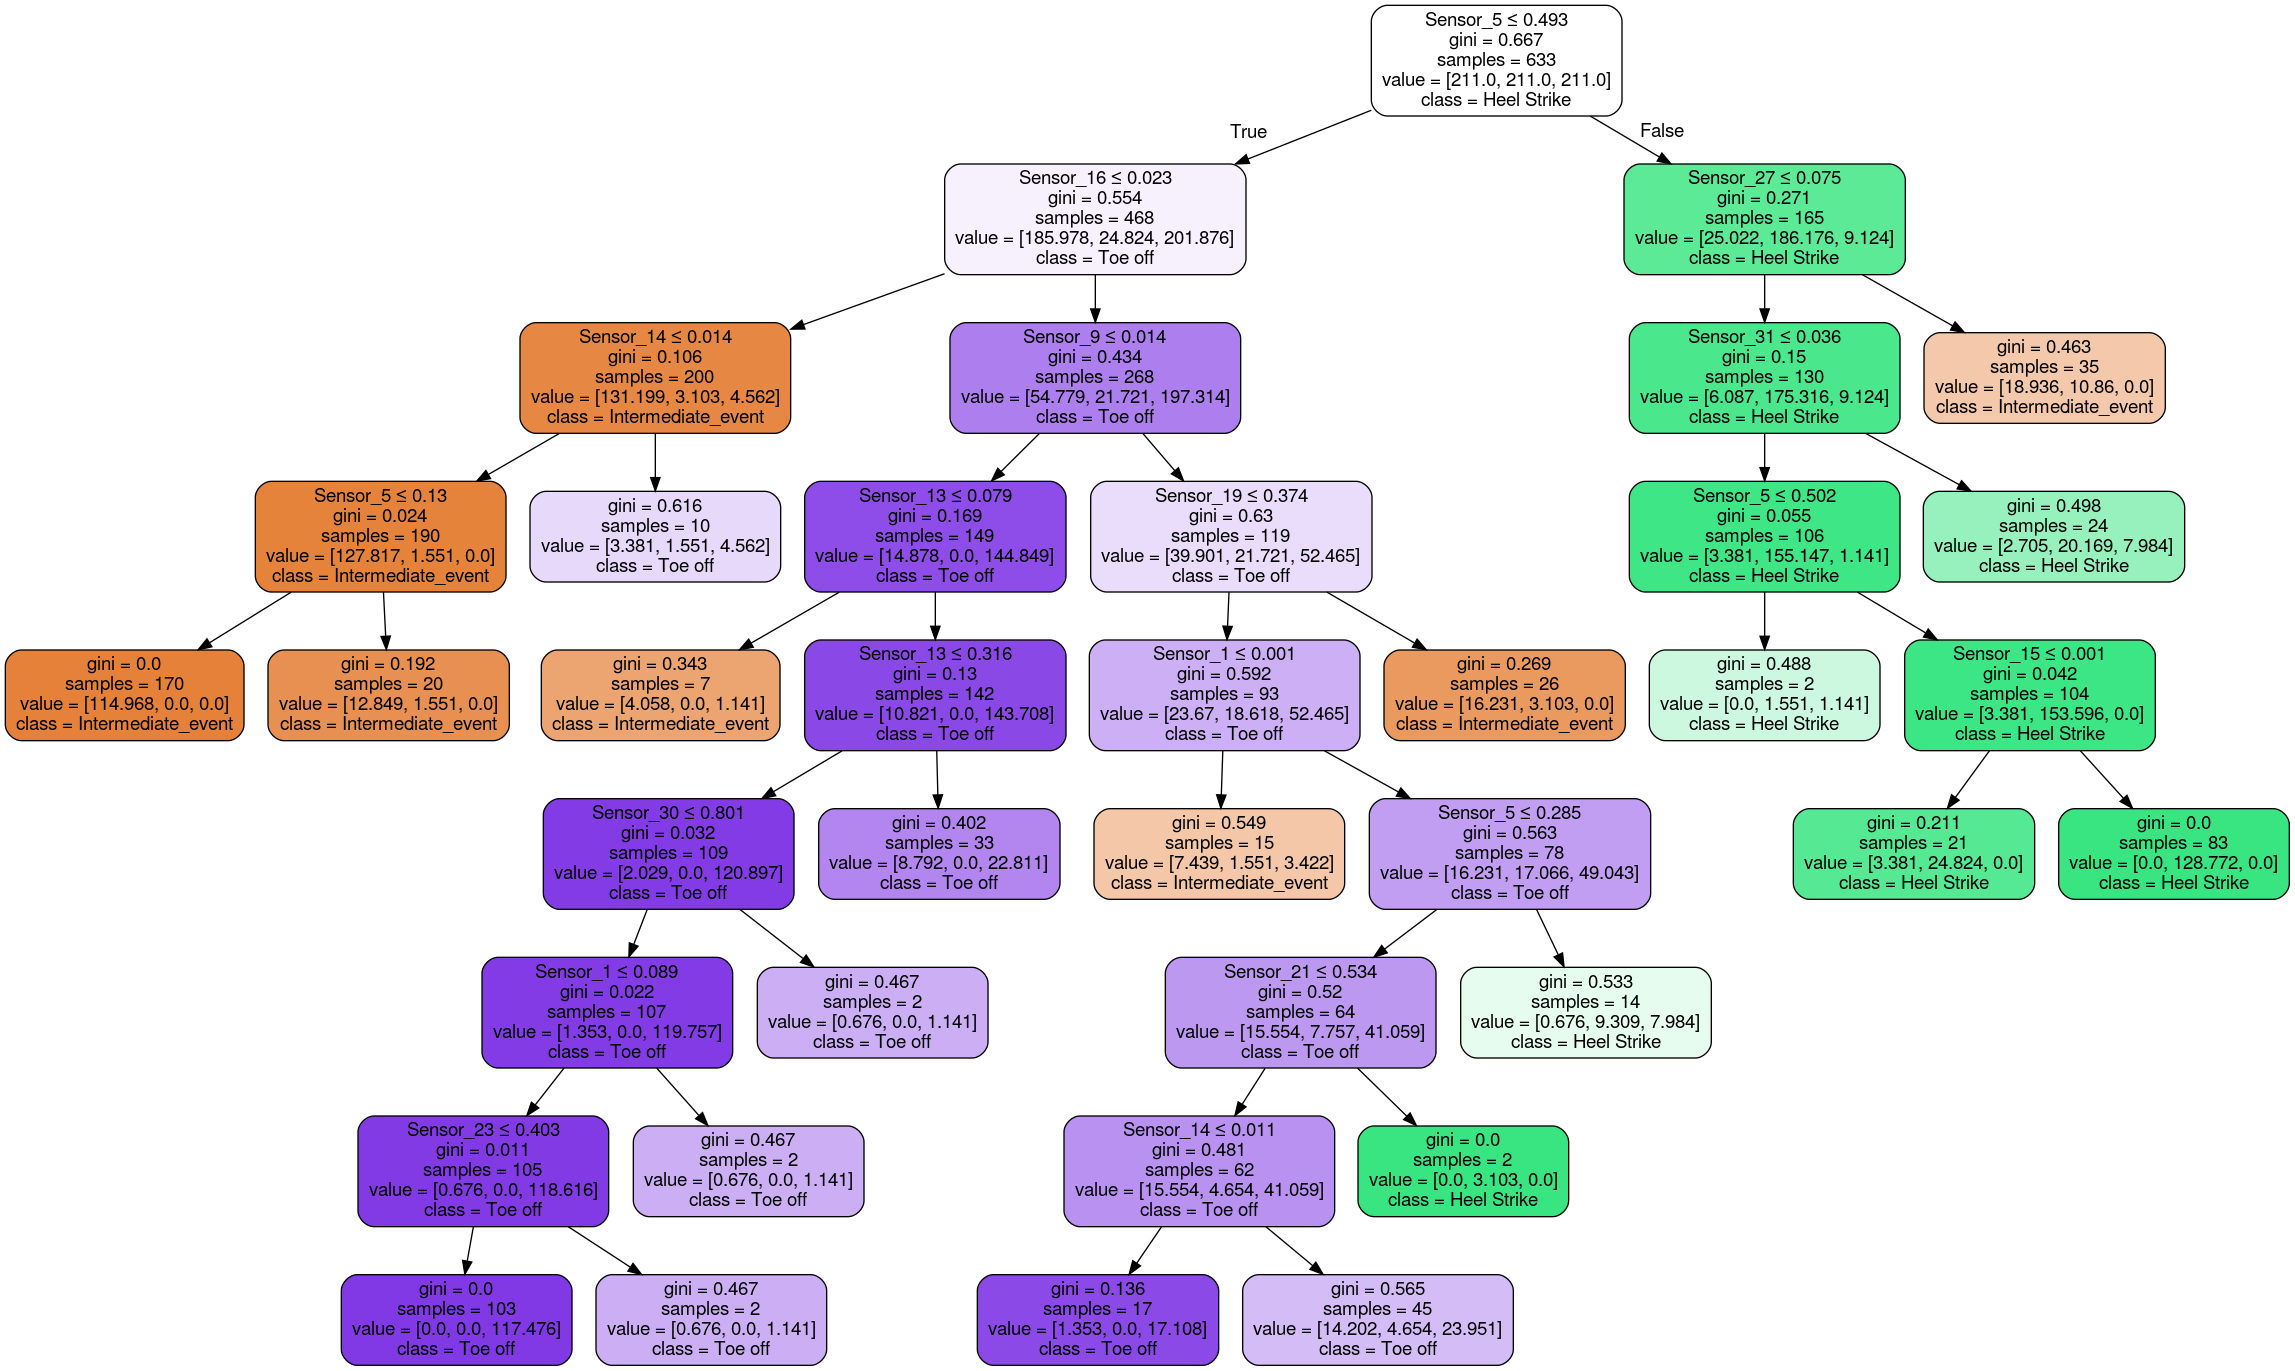 Sensor_5 ≤ 0.493
gini = 0.667
samples = 633
value = [211.0, 211.0, 211.0]
class = Heel Strike
True
False
Sensor_16 ≤ 0.023
gini = 0.554
samples = 468
value = [185.978, 24.824, 201.876]
class = Toe off
Sensor_27 ≤ 0.075
gini = 0.271
samples = 165
value = [25.022, 186.176, 9.124]
class = Heel Strike
Sensor_14 ≤ 0.014
gini = 0.106
samples = 200
value = [131.199, 3.103, 4.562]
class = Intermediate_event
Sensor_9 ≤ 0.014
gini = 0.434
samples = 268
value = [54.779, 21.721, 197.314]
class = Toe off
Sensor_31 ≤ 0.036
gini = 0.15
samples = 130
value = [6.087, 175.316, 9.124]
class = Heel Strike
gini = 0.463
samples = 35
value = [18.936, 10.86, 0.0]
class = Intermediate_event
Sensor_5 ≤ 0.13
gini = 0.024
samples = 190
value = [127.817, 1.551, 0.0]
class = Intermediate_event
gini = 0.616
samples = 10
value = [3.381, 1.551, 4.562]
class = Toe off
Sensor_13 ≤ 0.079
gini = 0.169
samples = 149
value = [14.878, 0.0, 144.849]
class = Toe off
Sensor_19 ≤ 0.374
gini = 0.63
samples = 119
value = [39.901, 21.721, 52.465]
class = Toe off
Sensor_5 ≤ 0.502
gini = 0.055
samples = 106
value = [3.381, 155.147, 1.141]
class = Heel Strike
gini = 0.498
samples = 24
value = [2.705, 20.169, 7.984]
class = Heel Strike
gini = 0.0
samples = 170
value = [114.968, 0.0, 0.0]
class = Intermediate_event
gini = 0.192
samples = 20
value = [12.849, 1.551, 0.0]
class = Intermediate_event
gini = 0.343
samples = 7
value = [4.058, 0.0, 1.141]
class = Intermediate_event
Sensor_13 ≤ 0.316
gini = 0.13
samples = 142
value = [10.821, 0.0, 143.708]
class = Toe off
Sensor_1 ≤ 0.001
gini = 0.592
samples = 93
value = [23.67, 18.618, 52.465]
class = Toe off
gini = 0.269
samples = 26
value = [16.231, 3.103, 0.0]
class = Intermediate_event
gini = 0.488
samples = 2
value = [0.0, 1.551, 1.141]
class = Heel Strike
Sensor_15 ≤ 0.001
gini = 0.042
samples = 104
value = [3.381, 153.596, 0.0]
class = Heel Strike
Sensor_30 ≤ 0.801
gini = 0.032
samples = 109
value = [2.029, 0.0, 120.897]
class = Toe off
gini = 0.402
samples = 33
value = [8.792, 0.0, 22.811]
class = Toe off
gini = 0.549
samples = 15
value = [7.439, 1.551, 3.422]
class = Intermediate_event
Sensor_5 ≤ 0.285
gini = 0.563
samples = 78
value = [16.231, 17.066, 49.043]
class = Toe off
gini = 0.211
samples = 21
value = [3.381, 24.824, 0.0]
class = Heel Strike
gini = 0.0
samples = 83
value = [0.0, 128.772, 0.0]
class = Heel Strike
Sensor_1 ≤ 0.089
gini = 0.022
samples = 107
value = [1.353, 0.0, 119.757]
class = Toe off
gini = 0.467
samples = 2
value = [0.676, 0.0, 1.141]
class = Toe off
Sensor_21 ≤ 0.534
gini = 0.52
samples = 64
value = [15.554, 7.757, 41.059]
class = Toe off
gini = 0.533
samples = 14
value = [0.676, 9.309, 7.984]
class = Heel Strike
Sensor_23 ≤ 0.403
gini = 0.011
samples = 105
value = [0.676, 0.0, 118.616]
class = Toe off
gini = 0.467
samples = 2
value = [0.676, 0.0, 1.141]
class = Toe off
Sensor_14 ≤ 0.011
gini = 0.481
samples = 62
value = [15.554, 4.654, 41.059]
class = Toe off
gini = 0.0
samples = 2
value = [0.0, 3.103, 0.0]
class = Heel Strike
gini = 0.0
samples = 103
value = [0.0, 0.0, 117.476]
class = Toe off
gini = 0.467
samples = 2
value = [0.676, 0.0, 1.141]
class = Toe off
gini = 0.136
samples = 17
value = [1.353, 0.0, 17.108]
class = Toe off
gini = 0.565
samples = 45
value = [14.202, 4.654, 23.951]
class = Toe off